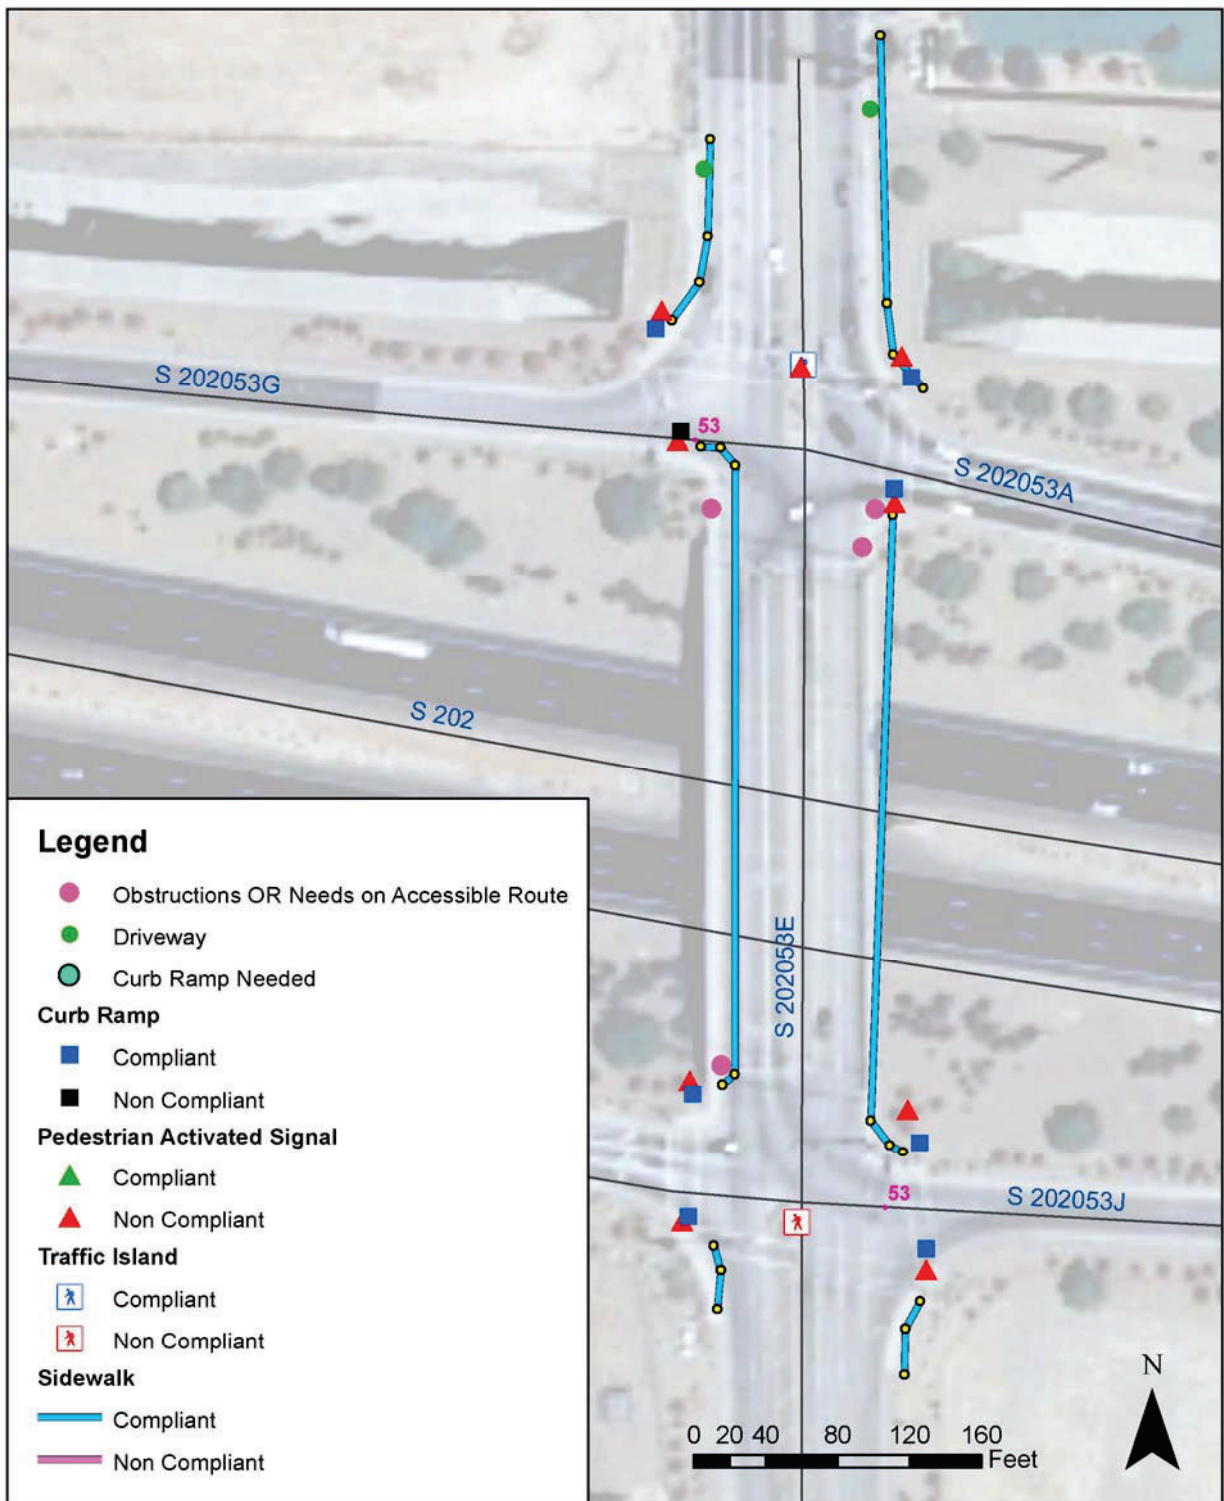 S 202053G
53
S 202053A
S 202
S 202053E
53
S 202053J
Legend
Obstructions OR Needs on Accessible Route
Driveway
Curb Ramp Needed
Curb Ramp
Compliant
Non Compliant
Pedestrian Activated Signal
Compliant
Non Compliant
Traffic Island
Compliant
Non Compliant
Sidewalk
Compliant
Non Compliant
N
0 20 40 80 120 160
Feet